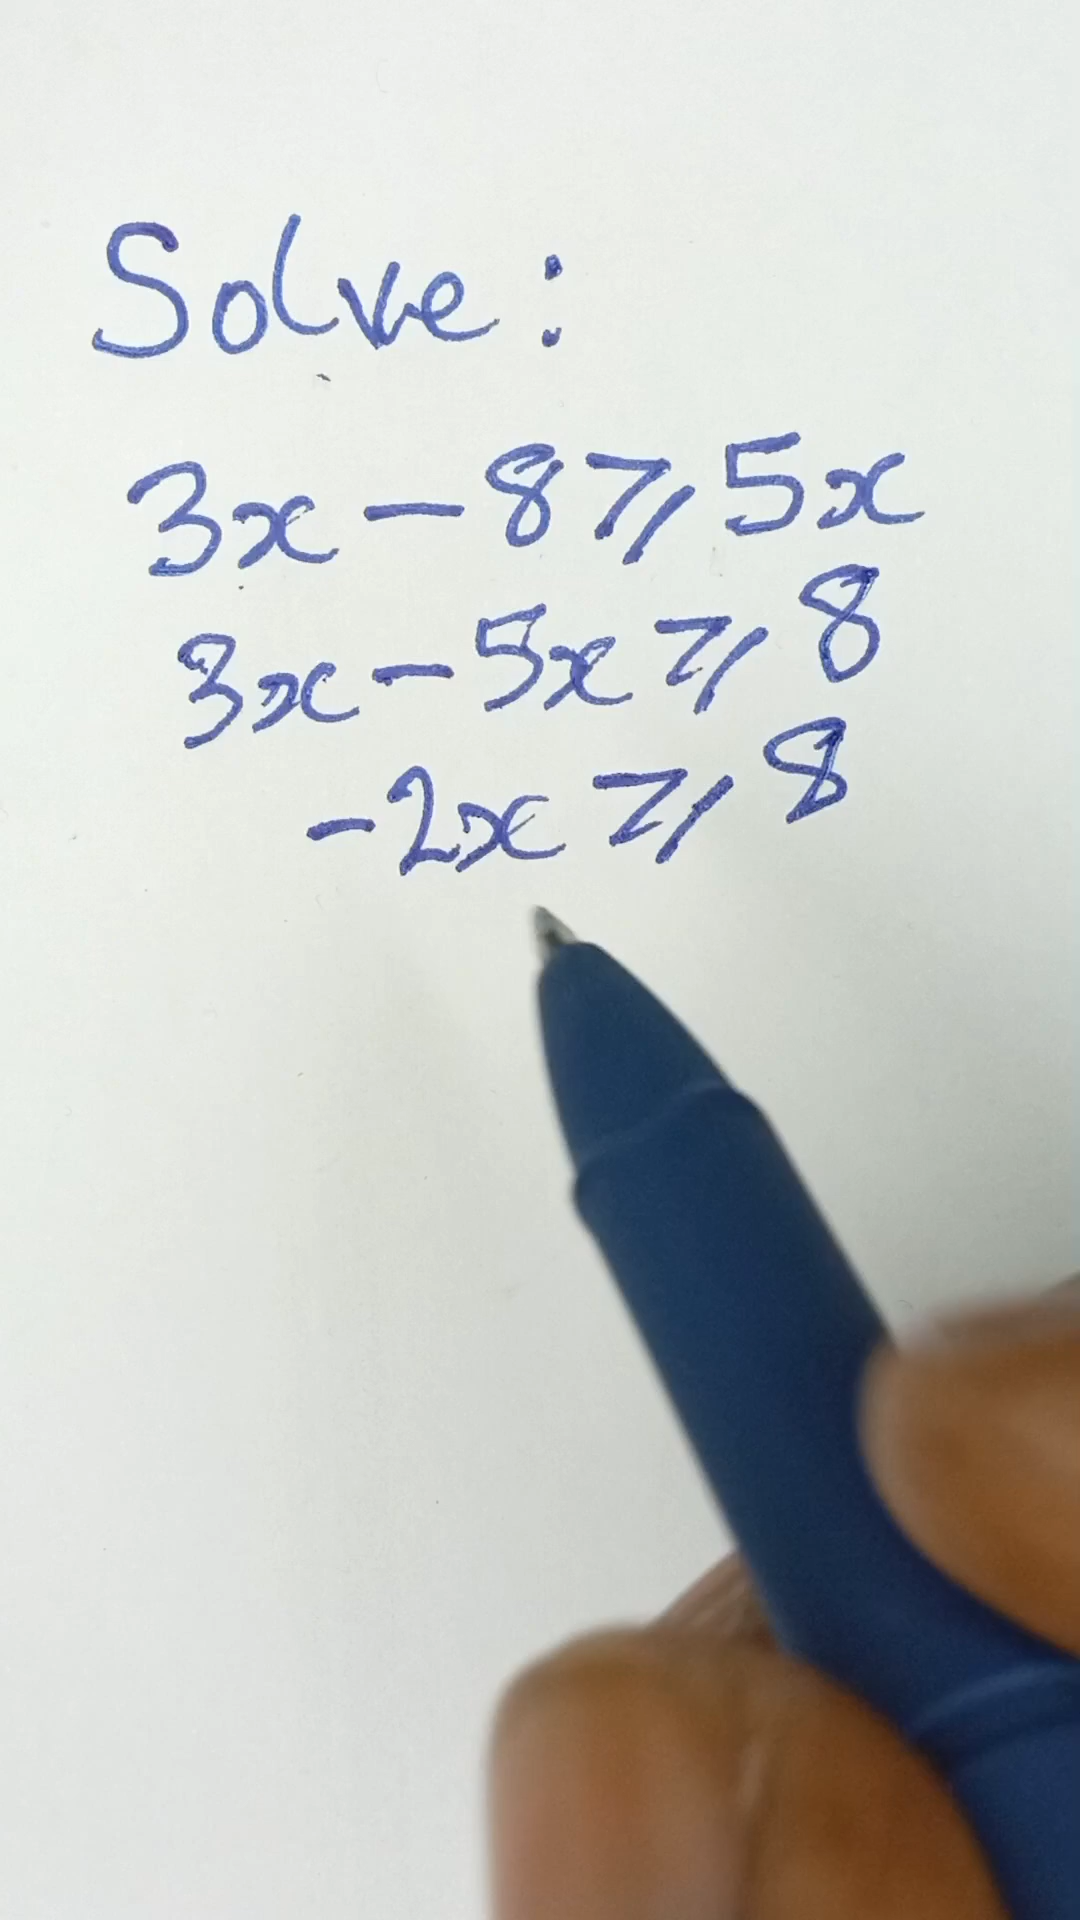 Solve:
3x - 8 ≥ 5x
3x - 5x ≥ 8
-2x ≥ 8